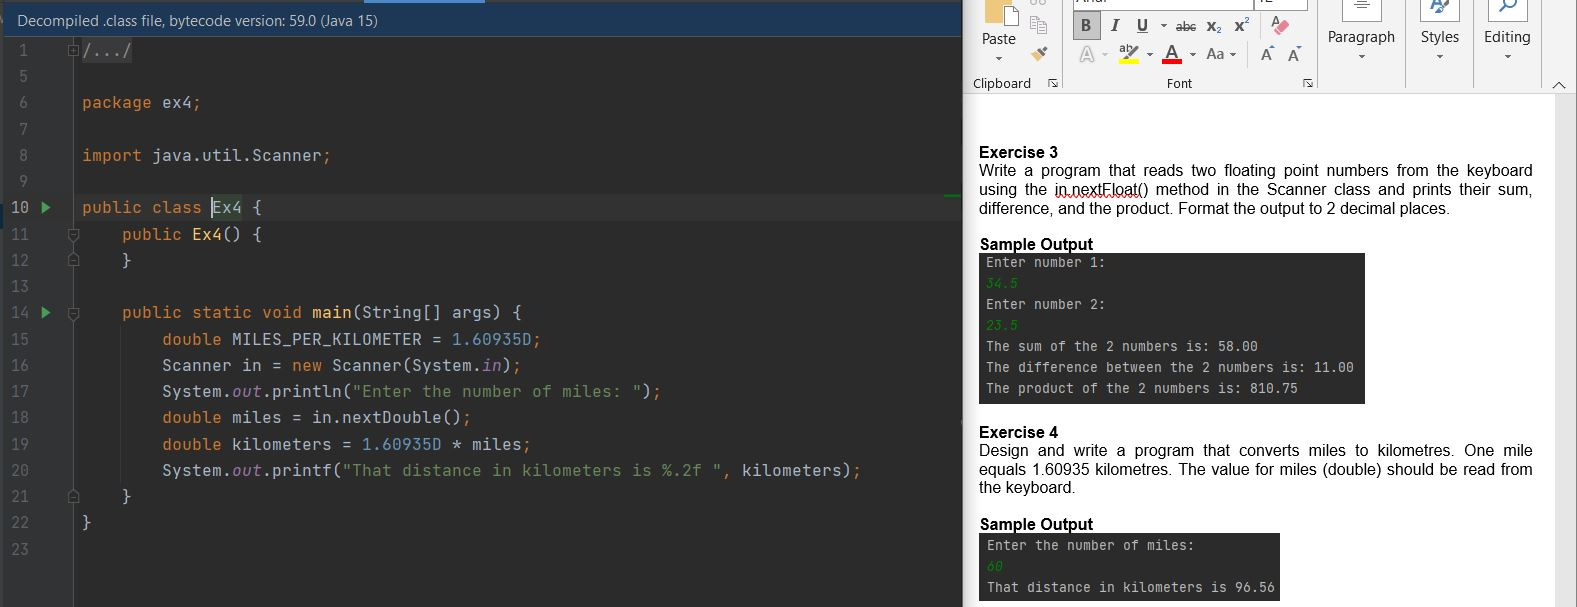 Decompiled .class file, bytecode version: 59.0 (Java 15)
1 /.../
5
6 package ex4;
7
8 import java.util.Scanner;
9
10 public class Ex4 {
11 public Ex4() {
12 }
13
14 public static void main(String[] args) {
15 double MILES_PER_KILOMETER = 1.60935D;
16 Scanner in = new Scanner(System.in);
17 System.out.println("Enter the number of miles: ");
18 double miles = in.nextDouble();
19 double kilometers = 1.60935D * miles;
20 System.out.printf("That distance in kilometers is %.2f ", kilometers);
21 }
22 }
23
Paste
B I U abc X₂ X²
A ab A Aa A A
Clipboard
Font
Paragraph
Styles
Editing
Exercise 3
Write a program that reads two floating point numbers from the keyboard
using the in.nextFloat() method in the Scanner class and prints their sum,
difference, and the product. Format the output to 2 decimal places.
Sample Output
Enter number 1:
34.5
Enter number 2:
23.5
The sum of the 2 numbers is: 58.00
The difference between the 2 numbers is: 11.00
The product of the 2 numbers is: 810.75
Exercise 4
Design and write a program that converts miles to kilometres. One mile
equals 1.60935 kilometres. The value for miles (double) should be read from
the keyboard.
Sample Output
Enter the number of miles:
60
That distance in kilometers is 96.56